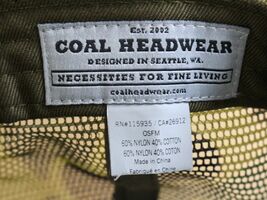 EST. 2002
COAL HEADWEAR
DESIGNED IN SEATTLE, WA.
NECESSITIES FOR FINE LIVING
coalheadwear.com
RN#115935 / CA#26912
OSFM
60% NYLON 40% COTTON
60% NYLON 40% COTON
Made in China
Fabriqué en Chine